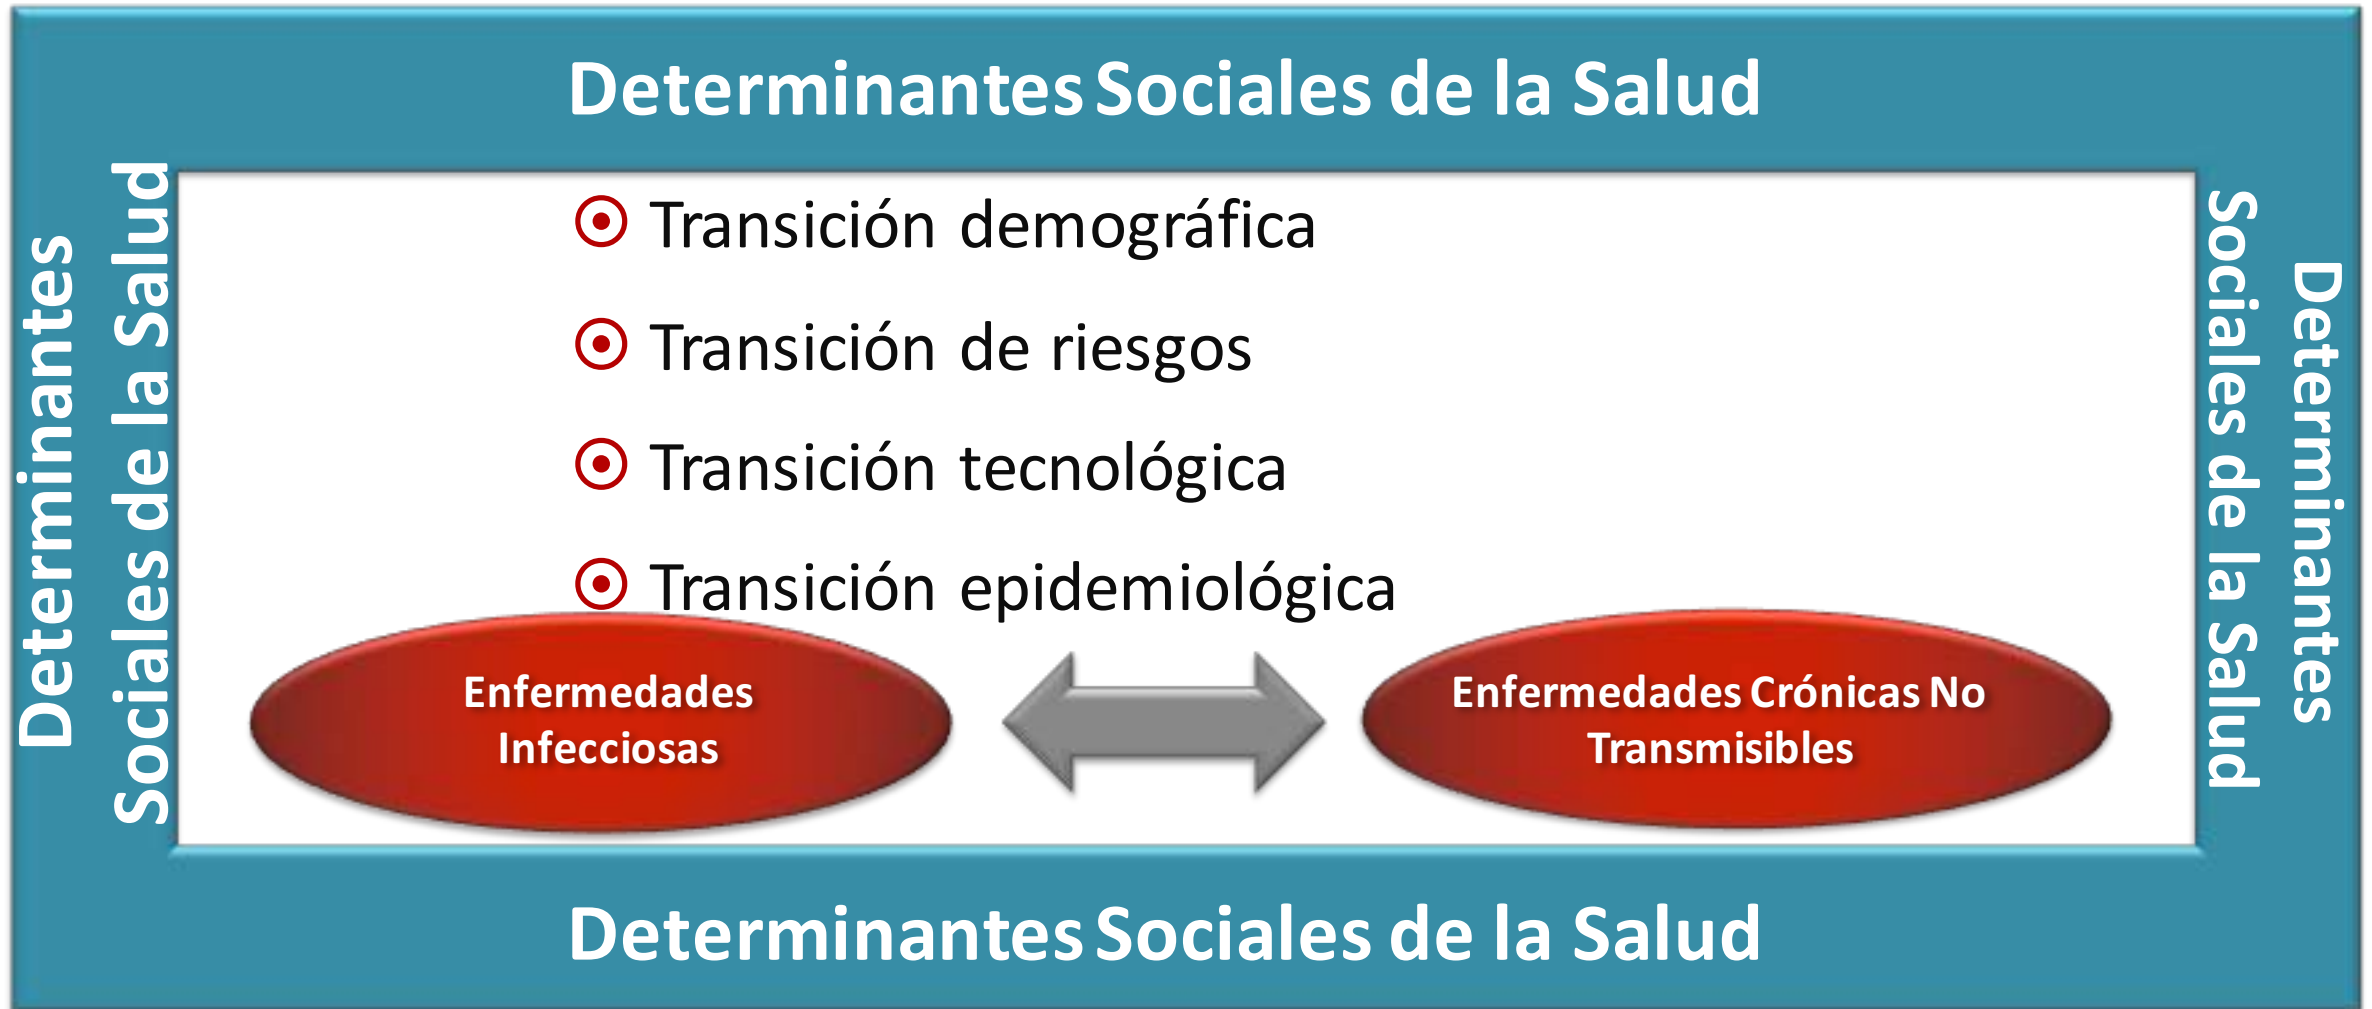 Determinantes Sociales de la Salud
Determinantes
Sociales de la Salud
Transición demográfica
Transición de riesgos
Transición tecnológica
Transición epidemiológica
Enfermedades
Infecciosas
Enfermedades Crónicas No
Transmisibles
Determinantes
Sociales de la Salud
Determinantes Sociales de la Salud